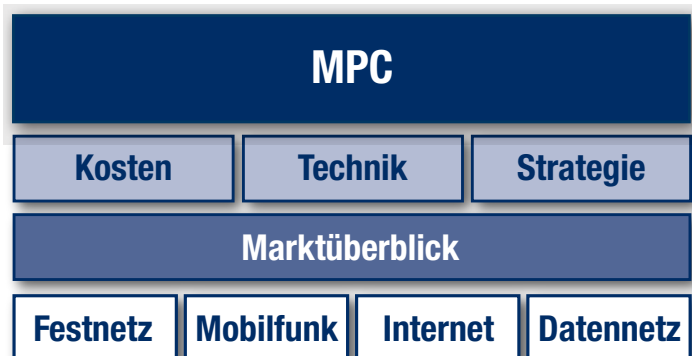 MPC
Kosten Technik Strategie
Marktüberblick
Festnetz Mobilfunk Internet Datennetz